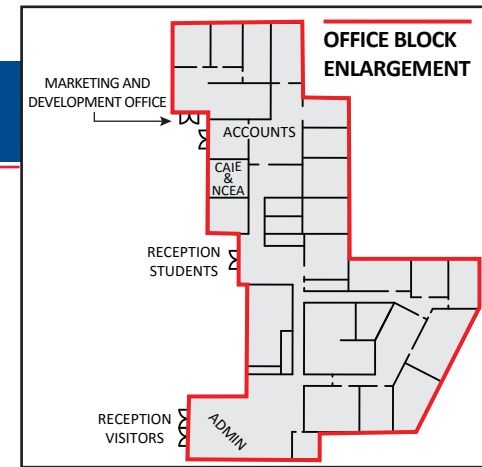 OFFICE BLOCK
ENLARGEMENT
MARKETING AND
DEVELOPMENT OFFICE
ACCOUNTS
CAIE
&
NCEA
RECEPTION
STUDENTS
RECEPTION
VISITORS
ADMIN